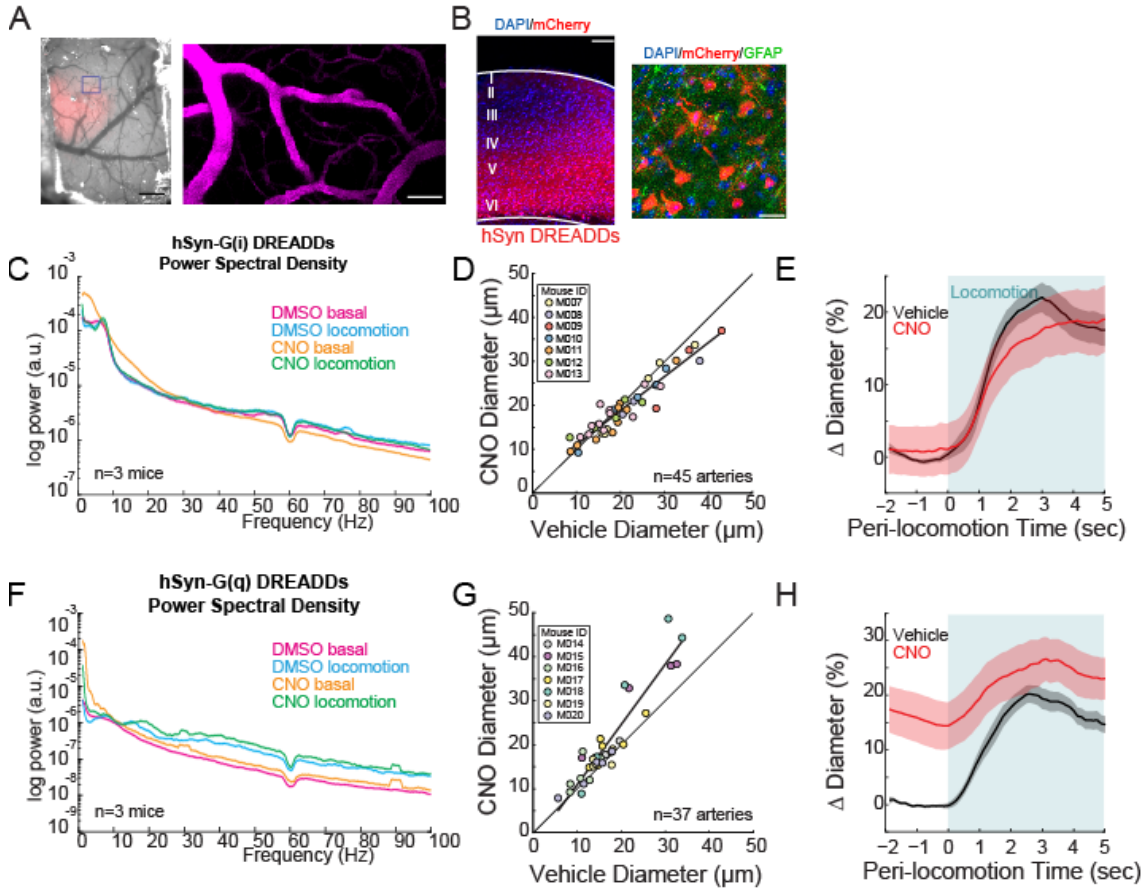 A
B
DAPI/mCherry
I
II
III
IV
V
VI
hSyn DREADDs
DAPI/mCherry/GFAP
C
hSyn-G(i) DREADDs
Power Spectral Density
log power (a.u.)
10-3
10-4
10-5
10-6
10-7
DMSO basal
DMSO locomotion
CNO basal
CNO locomotion
n=3 mice
0 10 20 30 40 50 60 70 80 90 100
Frequency (Hz)
D
CNO Diameter (µm)
50
40
30
20
10
0
Mouse ID
M007
M008
M009
M010
M011
M012
M013
n=45 arteries
0 10 20 30 40 50
Vehicle Diameter (µm)
E
Δ Diameter (%)
20
10
0
Locomotion
Vehicle
CNO
−2 −1 0 1 2 3 4 5
Peri-locomotion Time (sec)
F
hSyn-G(q) DREADDs
Power Spectral Density
log power (a.u.)
10-3
10-4
10-5
10-6
10-7
10-8
10-9
10
DMSO basal
DMSO locomotion
CNO basal
CNO locomotion
n=3 mice
0 10 20 30 40 50 60 70 80 90 100
Frequency (Hz)
G
CNO Diameter (µm)
50
40
30
20
10
0
Mouse ID
M014
M015
M016
M017
M018
M019
M020
n=37 arteries
0 10 20 30 40 50
Vehicle Diameter (µm)
H
Δ Diameter (%)
30
20
10
0
Vehicle
CNO
−2 −1 0 1 2 3 4 5
Peri-locomotion Time (sec)